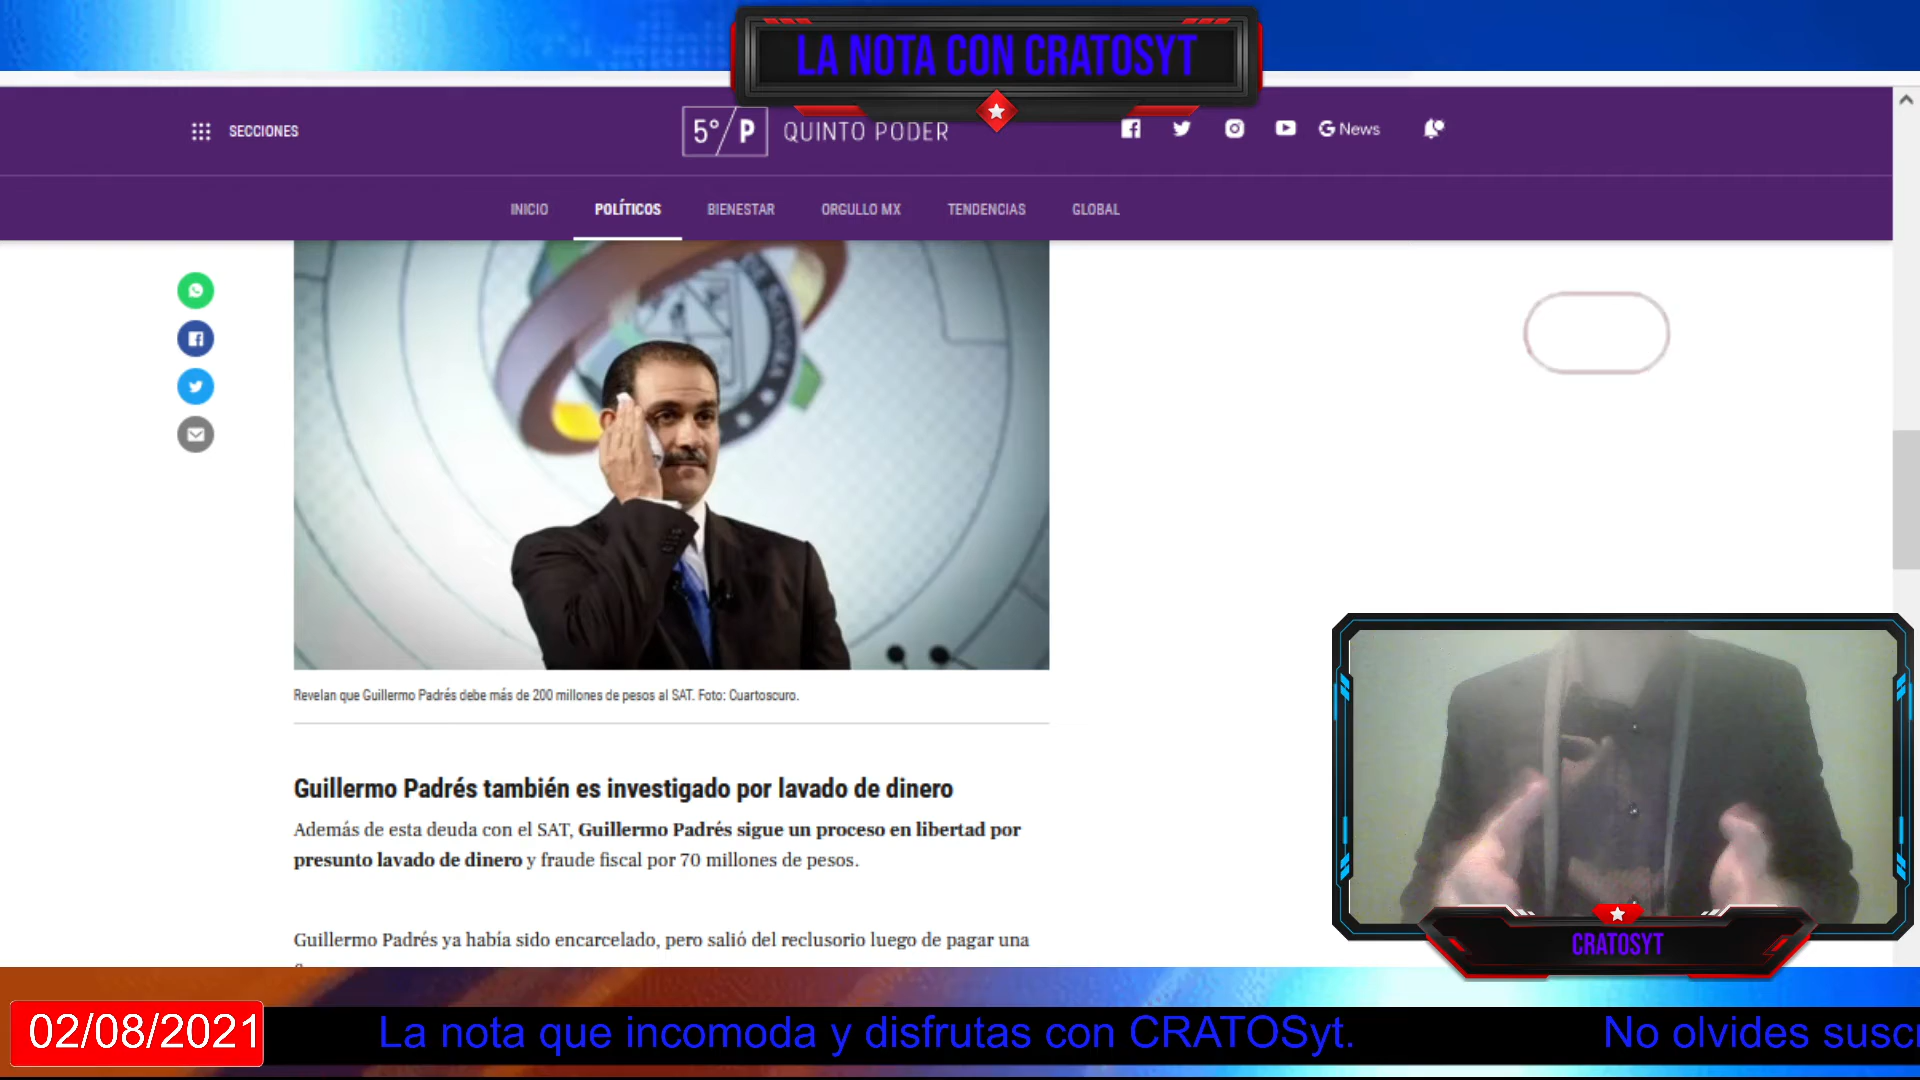 LA NOTA CON CRATOSYT
SECCIONES
5°/P QUINTO PODER
G News
INICIO
POLÍTICOS
BIENESTAR
ORGULLO MX
TENDENCIAS
GLOBAL
SONORA
Revelan que Guillermo Padrés debe más de 200 millones de pesos al SAT. Foto: Cuartoscuro.
Guillermo Padrés también es investigado por lavado de dinero
Además de esta deuda con el SAT, Guillermo Padrés sigue un proceso en libertad por
presunto lavado de dinero y fraude fiscal por 70 millones de pesos.
Guillermo Padrés ya había sido encarcelado, pero salió del reclusorio luego de pagar una
CRATOSYT
02/08/2021
La nota que incomoda y disfrutas con CRATOSyt.
No olvides suscr